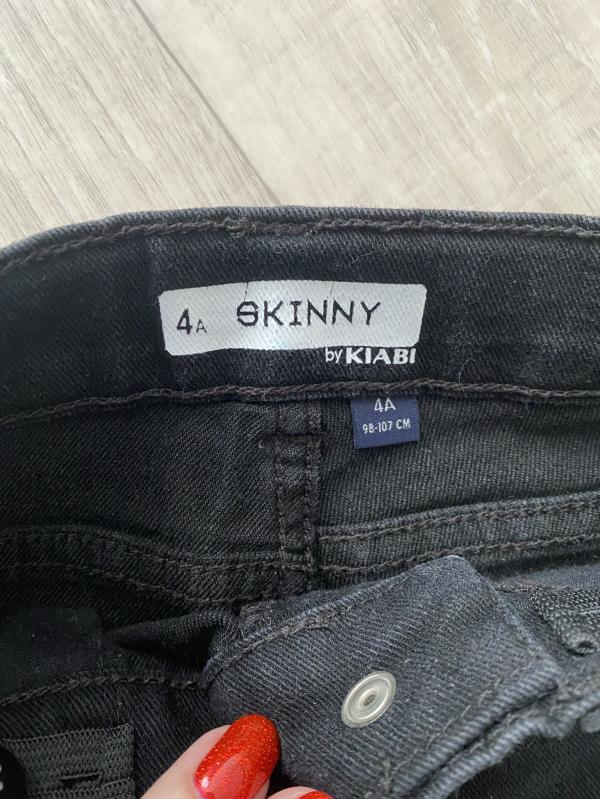 4A SKINNY
by KIABI
4A
98-107 CM